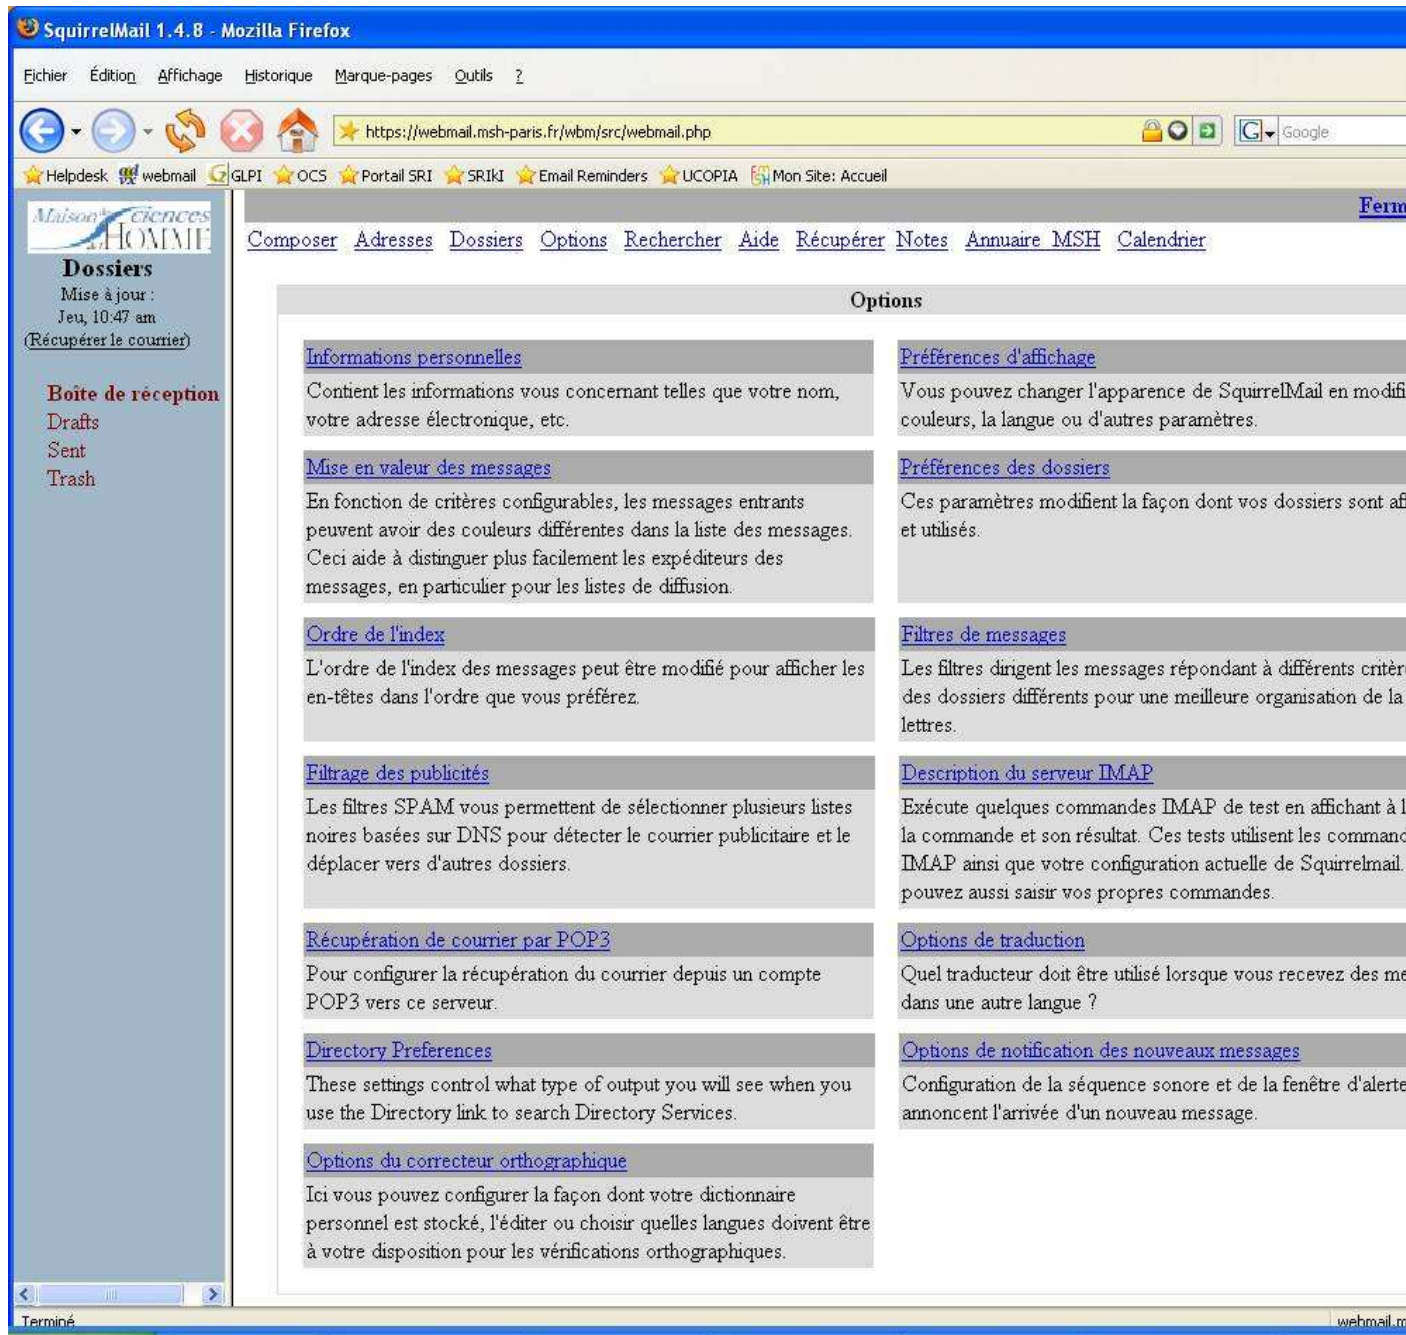 SquirrelMail 1.4.8 - Mozilla Firefox
Fichier Édition Affichage Historique Marque-pages Outils ?
https://webmail.msh-paris.fr/wbm/src/webmail.php
G Google
Helpdesk webmail GLPI OCS Portail SRI SRIkI Email Reminders UCOPIA Mon Site: Accueil
Maison des Sciences
de l'HOMME
Dossiers
Mise à jour :
Jeu, 10:47 am
(Récupérer le courrier)
Boîte de réception
Drafts
Sent
Trash
Ferm
Composer Adresses Dossiers Options Rechercher Aide Récupérer Notes Annuaire MSH Calendrier
Options
Informations personnelles
Contient les informations vous concernant telles que votre nom,
votre adresse électronique, etc.
Préférences d'affichage
Vous pouvez changer l'apparence de SquirrelMail en modifi
couleurs, la langue ou d'autres paramètres.
Mise en valeur des messages
En fonction de critères configurables, les messages entrants
peuvent avoir des couleurs différentes dans la liste des messages.
Ceci aide à distinguer plus facilement les expéditeurs des
messages, en particulier pour les listes de diffusion.
Préférences des dossiers
Ces paramètres modifient la façon dont vos dossiers sont aff
et utilisés.
Ordre de l'index
L'ordre de l'index des messages peut être modifié pour afficher les
en-têtes dans l'ordre que vous préférez.
Filtres de messages
Les filtres dirigent les messages répondant à différents critèr
des dossiers différents pour une meilleure organisation de la
lettres.
Filtrage des publicités
Les filtres SPAM vous permettent de sélectionner plusieurs listes
noires basées sur DNS pour détecter le courrier publicitaire et le
déplacer vers d'autres dossiers.
Description du serveur IMAP
Exécute quelques commandes IMAP de test en affichant à l
la commande et son résultat. Ces tests utilisent les command
IMAP ainsi que votre configuration actuelle de Squirrelmail.
pouvez aussi saisir vos propres commandes.
Récupération de courrier par POP3
Pour configurer la récupération du courrier depuis un compte
POP3 vers ce serveur.
Options de traduction
Quel traducteur doit être utilisé lorsque vous recevez des me
dans une autre langue ?
Directory Preferences
These settings control what type of output you will see when you
use the Directory link to search Directory Services.
Options de notification des nouveaux messages
Configuration de la séquence sonore et de la fenêtre d'alerte
annoncent l'arrivée d'un nouveau message.
Options du correcteur orthographique
Ici vous pouvez configurer la façon dont votre dictionnaire
personnel est stocké, l'éditer ou choisir quelles langues doivent être
à votre disposition pour les vérifications orthographiques.
Terminé
webmail.m